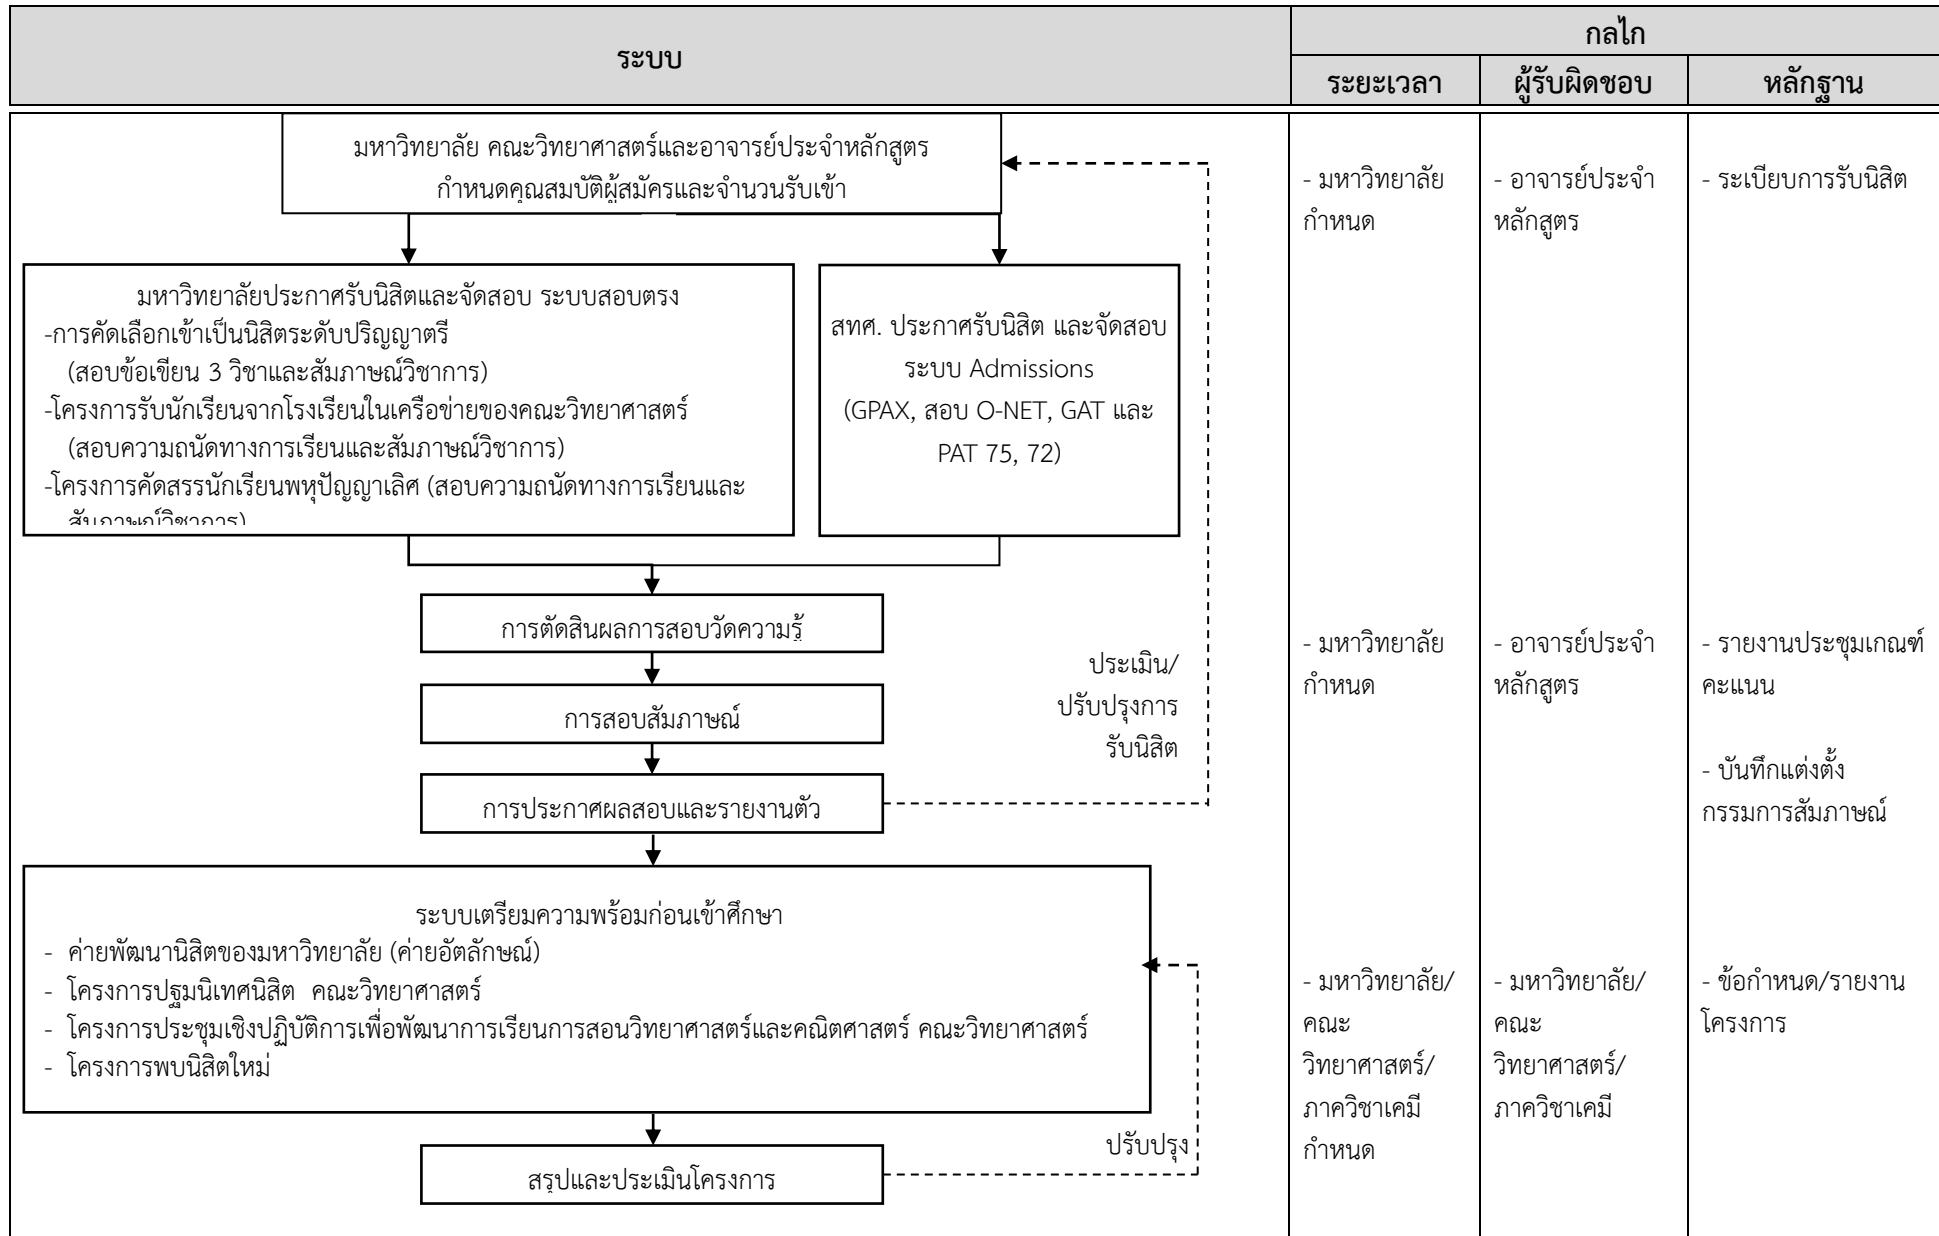 ระบบ
กลไก
ระยะเวลา
ผู้รับผิดชอบ
หลักฐาน
มหาวิทยาลัย คณะวิทยาศาสตร์และอาจารย์ประจำหลักสูตร
กำหนดคุณสมบัติผู้สมัครและจำนวนรับเข้า
- มหาวิทยาลัย
กำหนด
- อาจารย์ประจำ
หลักสูตร
- ระเบียบการรับนิสิต
มหาวิทยาลัยประกาศรับนิสิตและจัดสอบ ระบบสอบตรง
-การคัดเลือกเข้าเป็นนิสิตระดับปริญญาตรี
(สอบข้อเขียน 3 วิชาและสัมภาษณ์วิชาการ)
-โครงการรับนักเรียนจากโรงเรียนในเครือข่ายของคณะวิทยาศาสตร์
(สอบความถนัดทางการเรียนและสัมภาษณ์วิชาการ)
-โครงการคัดสรรนักเรียนพหุปัญญาเลิศ (สอบความถนัดทางการเรียนและ
สัมภาษณ์วิชาการ)
สทศ. ประกาศรับนิสิต และจัดสอบ
ระบบ Admissions
(GPAX, สอบ O-NET, GAT และ
PAT 75, 72)
การตัดสินผลการสอบวัดความรู้
การสอบสัมภาษณ์
การประกาศผลสอบและรายงานตัว
ประเมิน/
ปรับปรุงการ
รับนิสิต
- มหาวิทยาลัย
กำหนด
- อาจารย์ประจำ
หลักสูตร
- รายงานประชุมเกณฑ์
คะแนน
- บันทึกแต่งตั้ง
กรรมการสัมภาษณ์
ระบบเตรียมความพร้อมก่อนเข้าศึกษา
- ค่ายพัฒนานิสิตของมหาวิทยาลัย (ค่ายอัตลักษณ์)
- โครงการปฐมนิเทศนิสิต คณะวิทยาศาสตร์
- โครงการประชุมเชิงปฏิบัติการเพื่อพัฒนาการเรียนการสอนวิทยาศาสตร์และคณิตศาสตร์ คณะวิทยาศาสตร์
- โครงการพบนิสิตใหม่
ปรับปรุง
สรุปและประเมินโครงการ
- มหาวิทยาลัย/
คณะ
วิทยาศาสตร์/
ภาควิชาเคมี
กำหนด
- มหาวิทยาลัย/
คณะ
วิทยาศาสตร์/
ภาควิชาเคมี
- ข้อกำหนด/รายงาน
โครงการ